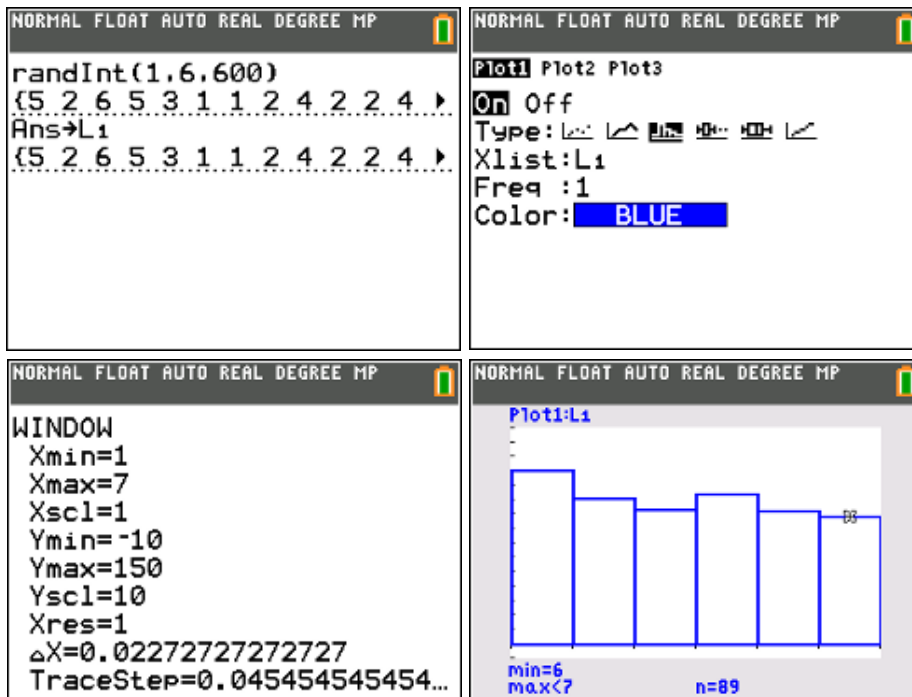 NORMAL FLOAT AUTO REAL DEGREE MP
randInt(1,6,600)
{5 2 6 5 3 1 1 2 4 2 2 4 ▶
Ans→L₁
{5 2 6 5 3 1 1 2 4 2 2 4 ▶
NORMAL FLOAT AUTO REAL DEGREE MP
Plot1 Plot2 Plot3
On Off
Type:
Xlist:L₁
Freq :1
Color: BLUE
NORMAL FLOAT AUTO REAL DEGREE MP
WINDOW
Xmin=1
Xmax=7
Xscl=1
Ymin=-10
Ymax=150
Yscl=10
Xres=1
△X=0.02272727272727
TraceStep=0.045454545454...
NORMAL FLOAT AUTO REAL DEGREE MP
Plot1:L₁
min=6
max<7 n=89